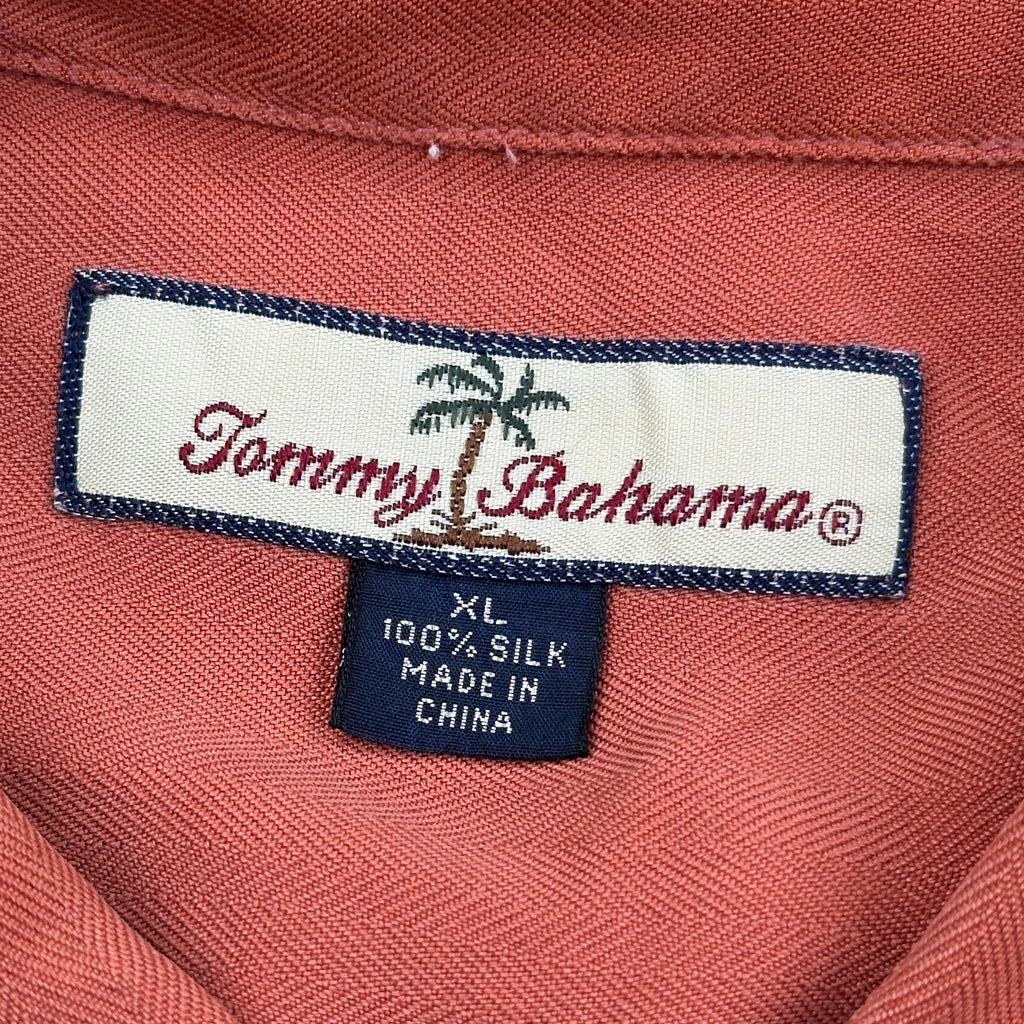 Tommy Bahama®
XL
100% SILK
MADE IN
CHINA